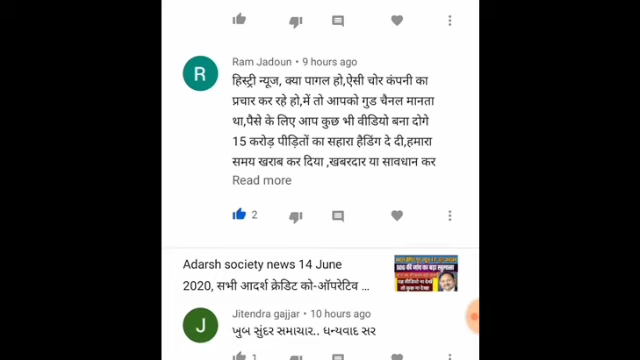 Ram Jadoun • 9 hours ago
R
हिस्ट्री न्यूज, क्या पागल हो,ऐसी चोर कंपनी का
प्रचार कर रहे हो,में तो आपको गुड चैनल मानता
था,पैसे के लिए आप कुछ भी वीडियो बना दोगे
15 करोड़ पीड़ितों का सहारा हैडिंग दे दी,हमारा
समय खराब कर दिया ,खबरदार या सावधान कर
Read more
2
Adarsh society news 14 June
2020, सभी आदर्श क्रेडिट को-ऑपरेटिव ...
Jitendra gajjar • 10 hours ago
J
ખુબ સુંદર સમાચાર.. ધન્યવાદ સર
1